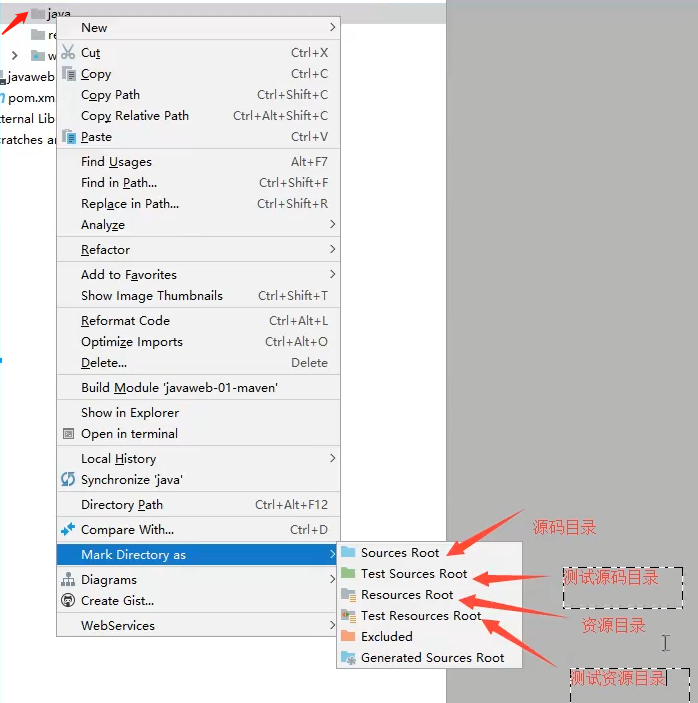 java
New
re
Cut Ctrl+X
w
Copy Ctrl+C
javaweb
Copy Path Ctrl+Shift+C
pom.xm
Copy Relative Path Ctrl+Alt+Shift+C
ternal Lib
Paste Ctrl+V
ratches an
Find Usages Alt+F7
Find in Path... Ctrl+Shift+F
Replace in Path... Ctrl+Shift+R
Analyze
Refactor
Add to Favorites
Show Image Thumbnails Ctrl+Shift+T
Reformat Code Ctrl+Alt+L
Optimize Imports Ctrl+Alt+O
Delete... Delete
Build Module 'javaweb-01-maven'
Show in Explorer
Open in terminal
Local History
Synchronize 'java'
Directory Path Ctrl+Alt+F12
Compare With... Ctrl+D
Mark Directory as
Diagrams
Create Gist...
WebServices
Sources Root
Test Sources Root
Resources Root
Test Resources Root
Excluded
Generated Sources Root
源码目录
测试源码目录
资源目录
测试资源目录